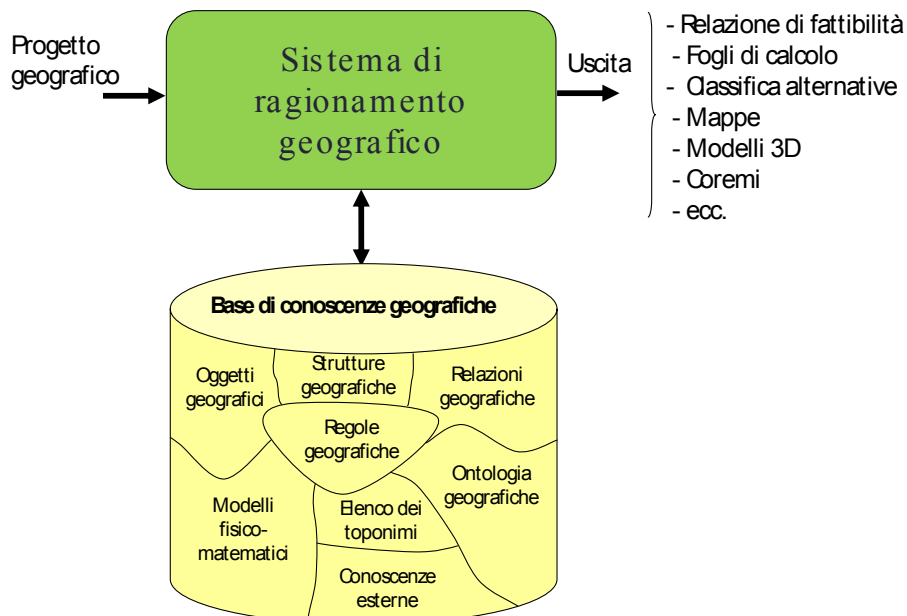 Progetto
geografico
Sistema di
ragionamento
geografico
Uscita
- Relazione di fattibilità
- Fogli di calcolo
- Classifica alternative
- Mappe
- Modelli 3D
- Coremi
- ecc.
Base di conoscenze geografiche
Oggetti
geografici
Strutture
geografiche
Relazioni
geografiche
Regole
geografiche
Modelli
fisico-
matematici
Elenco dei
toponimi
Ontologia
geografiche
Conoscenze
esterne